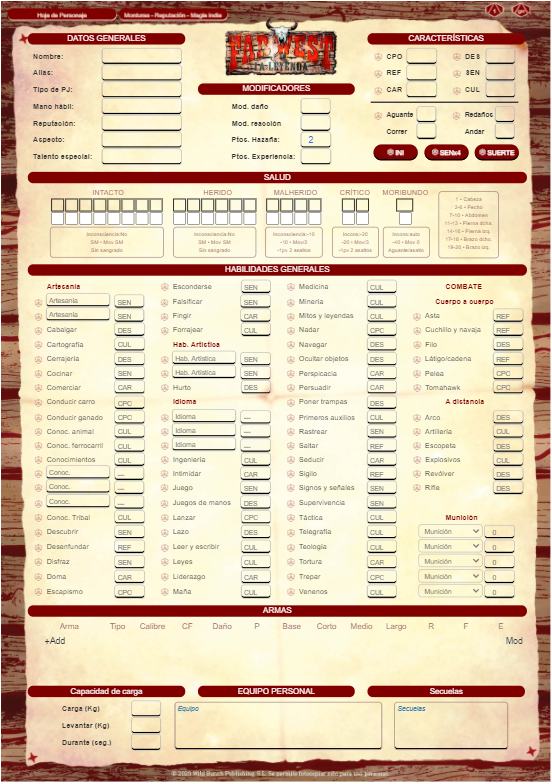 Hoja de Personaje
Monturas - Reputación - Magia india
DATOS GENERALES
Nombre:
Alias:
Tipo de PJ:
Mano hábil:
Reputación:
Aspecto:
Talento especial:
FAR WEST
LA LEYENDA
MODIFICADORES
Mod. daño
Mod. reacción
Ptos. Hazaña: 2
Ptos. Experiencia:
CARACTERÍSTICAS
CPO DES
REF SEN
CAR CUL
Aguante Redaños
Correr Andar
INI SENx4 SUERTE
SALUD
INTACTO HERIDO MALHERIDO CRÍTICO MORIBUNDO
Inconsciencia:No
SM • Mov SM
Sin sangrado
Inconsciencia:No
SM • Mov SM
Sin sangrado
Inconsciencia:-10
-10 • Mov/3
-1pv 2 asaltos
Incons:-20
-20 • Mov/3
-1pv 2 asaltos
Incons:auto
-40 • Mov 0
Aguante/asalto
1 • Cabeza
2-6 • Pecho
7-10 • Abdomen
11-13 • Pierna dcha.
14-16 • Pierna izq.
17-18 • Brazo dcho.
19-20 • Brazo izq.
HABILIDADES GENERALES
Artesanía
Artesanía SEN
Artesanía SEN
Cabalgar DES
Cartografía CUL
Cerrajería DES
Cocinar SEN
Comerciar CAR
Conducir carro CPC
Conducir ganado CPC
Conoc. animal CUL
Conoc. ferrocarril CUL
Conocimientos CUL
Conoc. ---
Conoc. ---
Conoc. ---
Conoc. Tribal CUL
Descubrir SEN
Desenfundar REF
Disfraz SEN
Doma CAR
Escapismo CPC
Esconderse SEN
Falsificar SEN
Fingir CAR
Forrajear CUL
Hab. Artística
Hab. Artística SEN
Hab. Artística SEN
Hurto DES
Idioma
Idioma ---
Idioma ---
Idioma ---
Ingeniería CUL
Intimidar CAR
Juego SEN
Juegos de manos DES
Lanzar CPC
Lazo DES
Leer y escribir CUL
Leyes CUL
Liderazgo CAR
Maña CUL
Medicina CUL
Minería CUL
Mitos y leyendas CUL
Nadar CPC
Navegar DES
Ocultar objetos DES
Perspicacia CAR
Persuadir CAR
Poner trampas DES
Primeros auxilios CUL
Rastrear SEN
Saltar REF
Seducir CAR
Sigilo REF
Signos y señales SEN
Supervivencia SEN
Táctica CUL
Telegrafía CUL
Teología CUL
Tortura CAR
Trepar CPC
Venenos CUL
COMBATE
Cuerpo a cuerpo
Asta REF
Cuchillo y navaja REF
Filo DES
Látigo/cadena REF
Pelea CPC
Tomahawk CPC
A distancia
Arco DES
Artillería CUL
Escopeta DES
Explosivos CUL
Revólver DES
Rifle DES
Munición
Munición 0
Munición 0
Munición 0
Munición 0
Munición 0
ARMAS
Arma Tipo Calibre CF Daño P Base Corto Medio Largo R F E
+Add Mod
Capacidad de carga
Carga (Kg)
Levantar (Kg)
Durante (seg.)
EQUIPO PERSONAL
Equipo
Secuelas
Secuelas
© 2020 Wild Bunch Publishing, S.L. Se permite fotocopiar sólo para uso personal